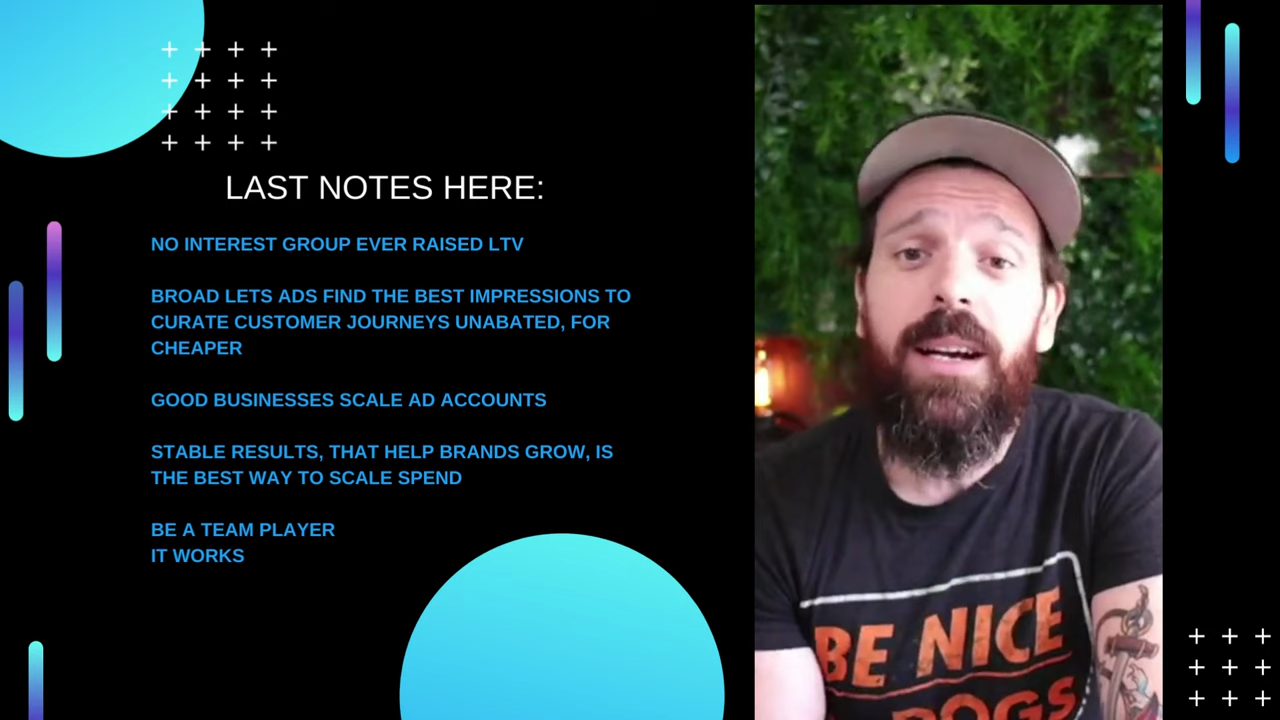 LAST NOTES HERE:
NO INTEREST GROUP EVER RAISED LTV
BROAD LETS ADS FIND THE BEST IMPRESSIONS TO
CURATE CUSTOMER JOURNEYS UNABATED, FOR
CHEAPER
GOOD BUSINESSES SCALE AD ACCOUNTS
STABLE RESULTS, THAT HELP BRANDS GROW, IS
THE BEST WAY TO SCALE SPEND
BE A TEAM PLAYER
IT WORKS
BE NICE
DOGS